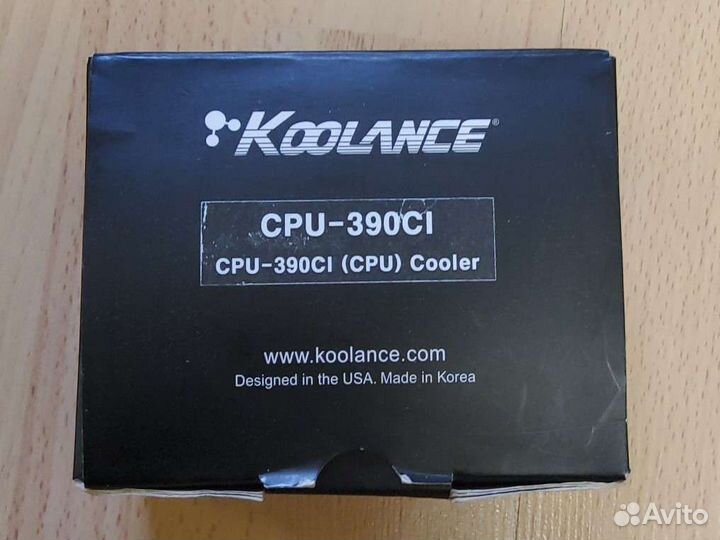 KOOLANCE®
CPU-390CI
CPU-390CI (CPU) Cooler
www.koolance.com
Designed in the USA. Made in Korea
Avito